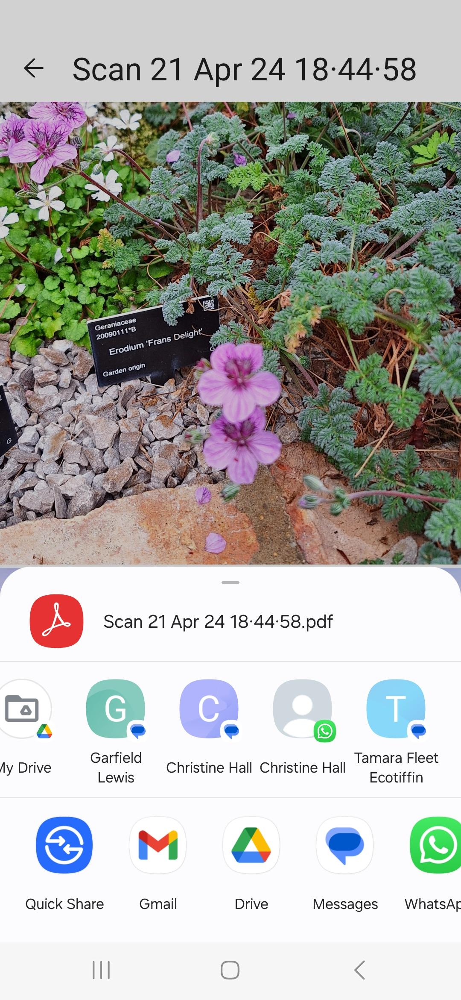 Scan 21 Apr 24 18·44·58
Geraniaceae
20090111*B
Erodium 'Frans Delight'
Garden origin
G
G
Scan 21 Apr 24 18·44·58.pdf
G
C
T
My Drive
Garfield
Lewis
Christine Hall
Christine Hall
Tamara Fleet
Ecotiffin
Quick Share
Gmail
Drive
Messages
WhatsAp